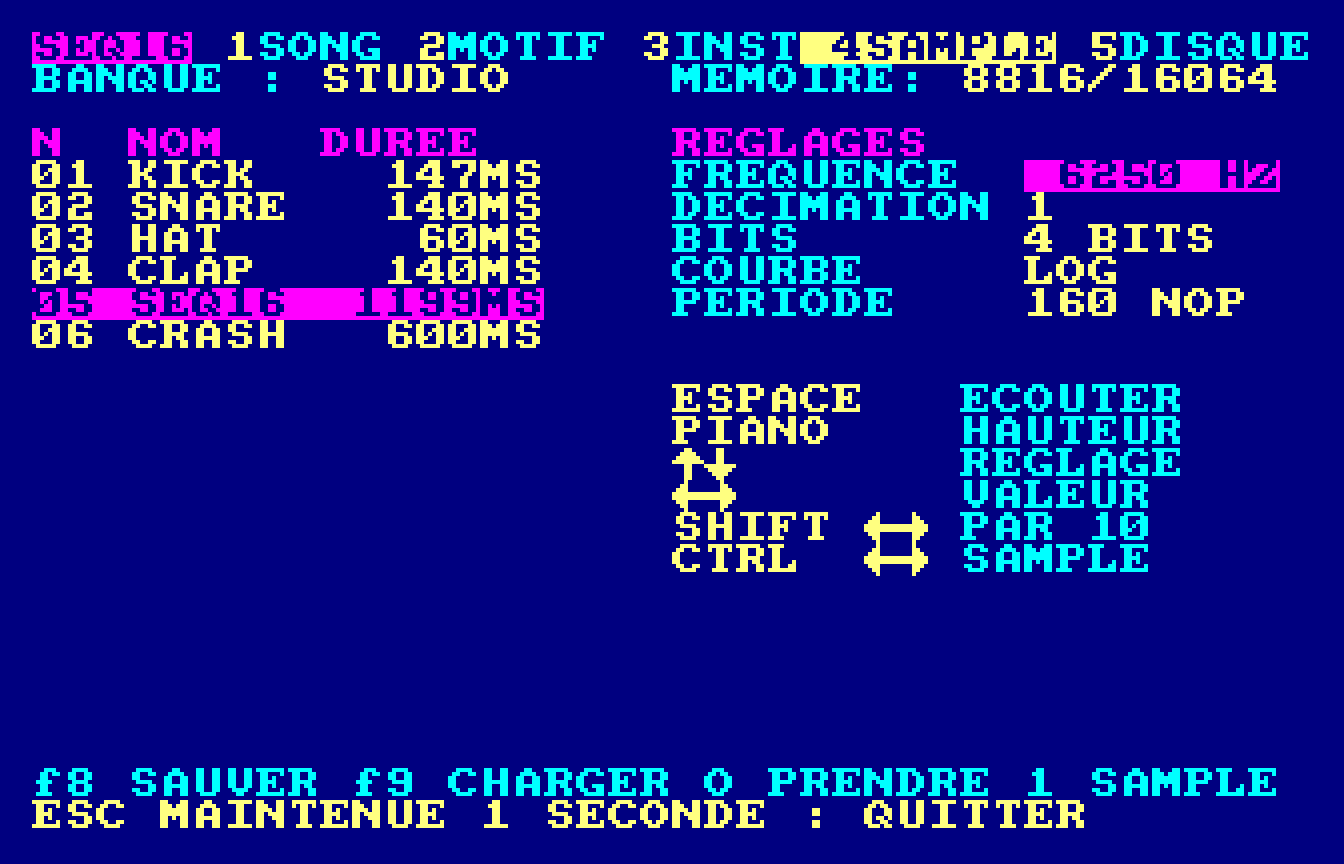 SEQ16 1SONG 2MOTIF 3INST 4SAMPLE 5DISQUE
BANQUE : STUDIO MEMOIRE: 8816/16064
N NOM DUREE REGLAGES
01 KICK 147MS FREQUENCE 6250 HZ
02 SNARE 140MS DECIMATION 1
03 HAT 60MS BITS 4 BITS
04 CLAP 140MS COURBE LOG
05 SEQ16 1199MS PERIODE 160 NOP
06 CRASH 600MS
ESPACE ECOUTER
PIANO HAUTEUR
↑↓ REGLAGE
↔ VALEUR
SHIFT ↔ PAR 10
CTRL ↔ SAMPLE
f8 SAUVER f9 CHARGER O PRENDRE 1 SAMPLE
ESC MAINTENUE 1 SECONDE : QUITTER